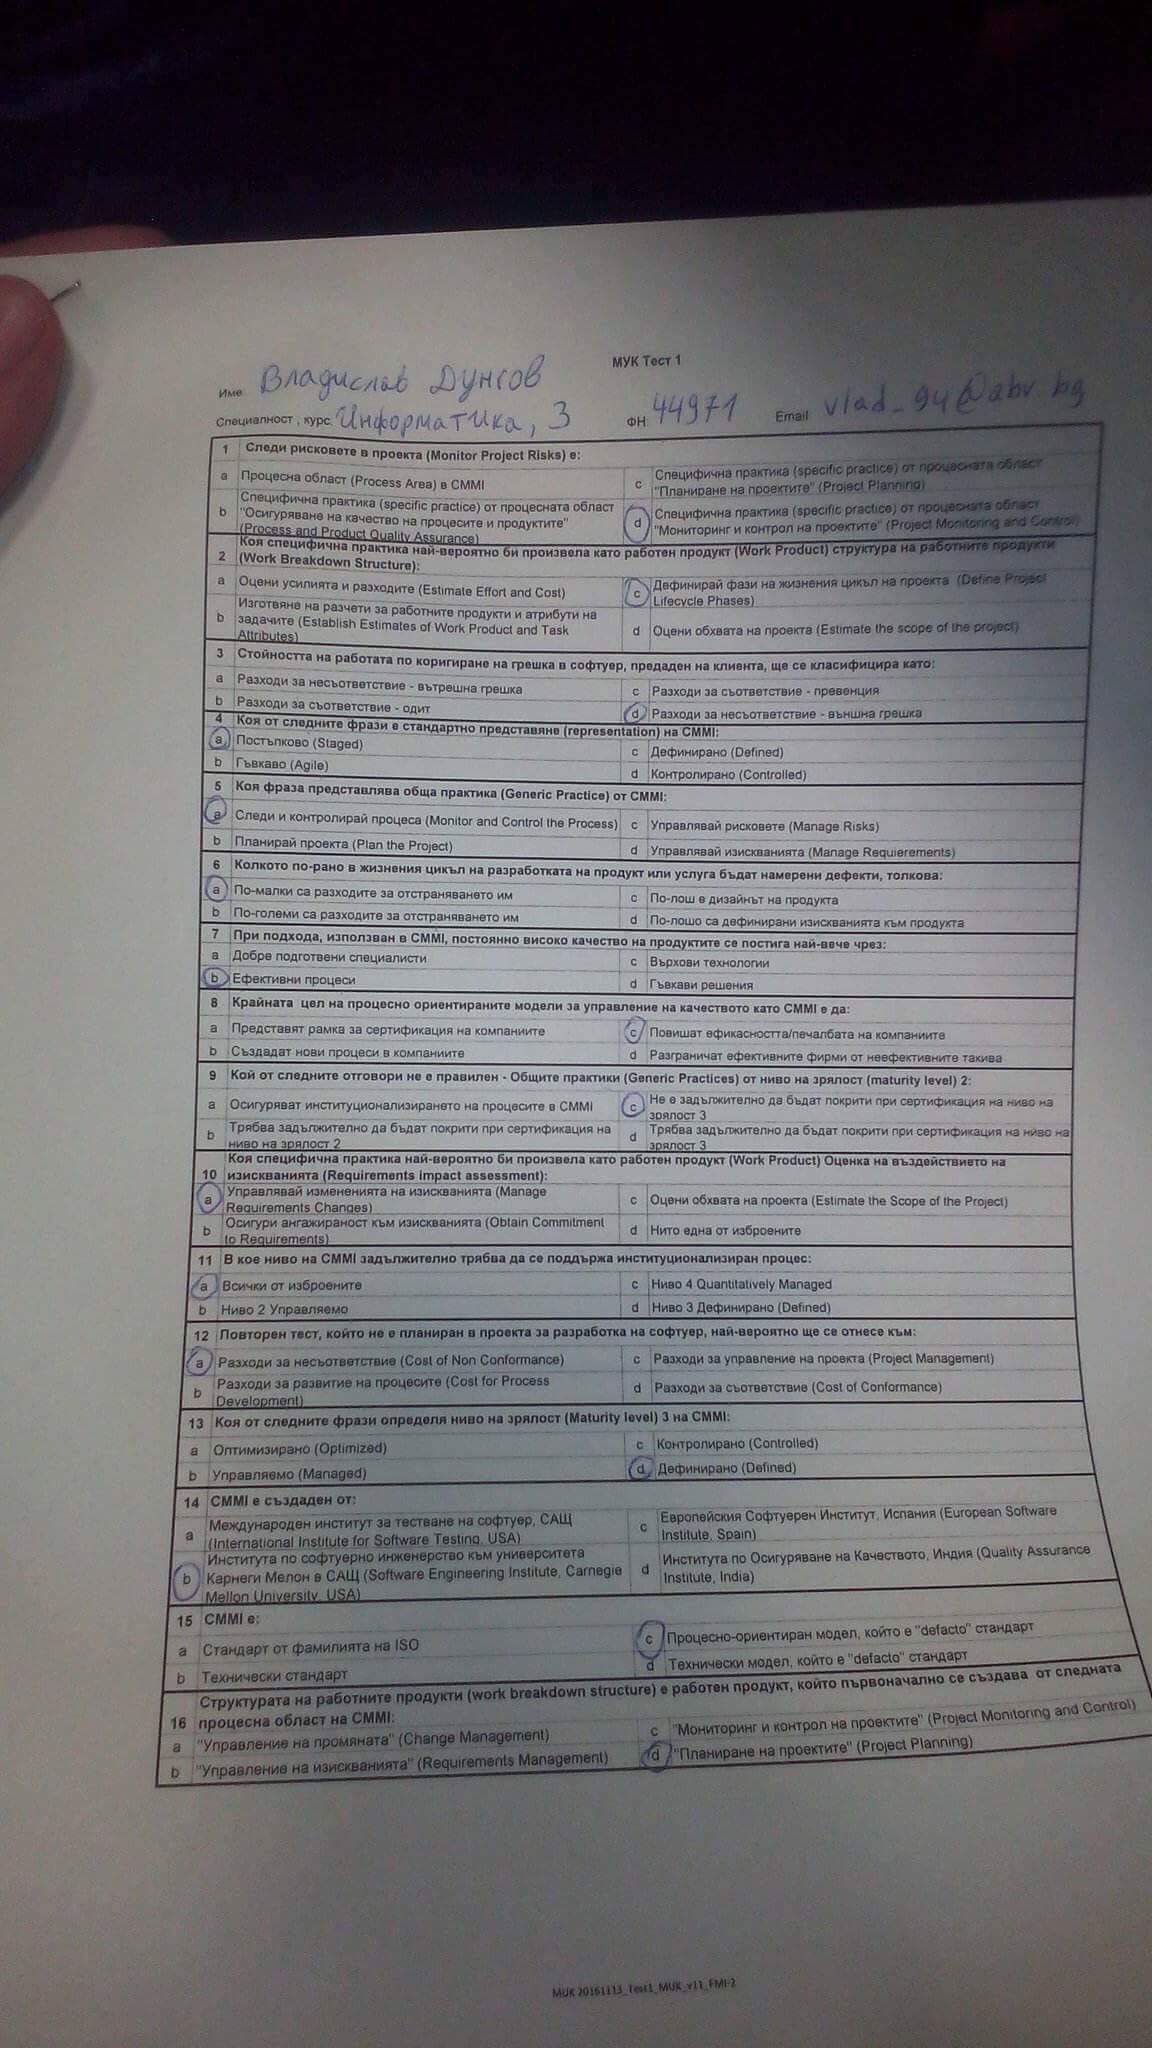 МУК Тест 1
Име: Владислав Дунгов
Специалност, курс: Информатика, 3 ФН: 44971 Email vlad_94@abv.bg
1 Следи рисковете в проекта (Monitor Project Risks) е:
a Процесна област (Process Area) в CMMI
c Специфична практика (specific practice) от процесната област "Планиране на проектите" (Project Planning)
b Специфична практика (specific practice) от процесната област "Осигуряване на качество на процесите и продуктите" (Process and Product Quality Assurance)
d Специфична практика (specific practice) от процесната област "Мониторинг и контрол на проектите" (Project Monitoring and Control)
2 Коя специфична практика най-вероятно би произвела като работен продукт (Work Product) структура на работните продукти (Work Breakdown Structure):
a Оцени усилията и разходите (Estimate Effort and Cost)
c Дефинирай фази на жизнения цикъл на проекта (Define Project Lifecycle Phases)
b Изготвяне на разчети за работните продукти и атрибути на задачите (Establish Estimates of Work Product and Task Attributes)
d Оцени обхвата на проекта (Estimate the scope of the project)
3 Стойността на работата по коригиране на грешка в софтуер, предаден на клиента, ще се класифицира като:
a Разходи за несъответствие - вътрешна грешка
c Разходи за съответствие - превенция
b Разходи за съответствие - одит
d Разходи за несъответствие - външна грешка
4 Коя от следните фрази е стандартно представяне (representation) на CMMI:
a Постъпково (Staged)
c Дефинирано (Defined)
b Гъвкаво (Agile)
d Контролирано (Controlled)
5 Коя фраза представлява обща практика (Generic Practice) от CMMI:
a Следи и контролирай процеса (Monitor and Control the Process)
c Управлявай рисковете (Manage Risks)
b Планирай проекта (Plan the Project)
d Управлявай изискванията (Manage Requierements)
6 Колкото по-рано в жизнения цикъл на разработката на продукт или услуга бъдат намерени дефекти, толкова:
a По-малки са разходите за отстраняването им
c По-лош е дизайнът на продукта
b По-големи са разходите за отстраняването им
d По-лошо са дефинирани изискванията към продукта
7 При подхода, използван в CMMI, постоянно високо качество на продуктите се постига най-вече чрез:
a Добре подготвени специалисти
c Върхови технологии
b Ефективни процеси
d Гъвкави решения
8 Крайната цел на процесно ориентираните модели за управление на качеството като CMMI е да:
a Представят рамка за сертификация на компаниите
c Повишат ефикасността/печалбата на компаниите
b Създадат нови процеси в компаниите
d Разграничат ефективните фирми от неефективните такива
9 Кой от следните отговори не е правилен - Общите практики (Generic Practices) от ниво на зрялост (maturity level) 2:
a Осигуряват институционализирането на процесите в CMMI
c Не е задължително да бъдат покрити при сертификация на ниво на зрялост 3
b Трябва задължително да бъдат покрити при сертификация на ниво на зрялост 2
d Трябва задължително да бъдат покрити при сертификация на ниво на зрялост 3
10 Коя специфична практика най-вероятно би произвела като работен продукт (Work Product) Оценка на въздействието на изискванията (Requirements impact assessment):
a Управлявай измененията на изискванията (Manage Requirements Changes)
c Оцени обхвата на проекта (Estimate the Scope of the Project)
b Осигури ангажираност към изискванията (Obtain Commitment to Requirements)
d Нито една от изброените
11 В кое ниво на CMMI задължително трябва да се поддържа институционализиран процес:
a Всички от изброените
c Ниво 4 Quantitatively Managed
b Ниво 2 Управляемо
d Ниво 3 Дефинирано (Defined)
12 Повторен тест, който не е планиран в проекта за разработка на софтуер, най-вероятно ще се отнесе към:
a Разходи за несъответствие (Cost of Non Conformance)
c Разходи за управление на проекта (Project Management)
b Разходи за развитие на процесите (Cost for Process Development)
d Разходи за съответствие (Cost of Conformance)
13 Коя от следните фрази определя ниво на зрялост (Maturity level) 3 на CMMI:
a Оптимизирано (Optimized)
c Контролирано (Controlled)
b Управляемо (Managed)
d Дефинирано (Defined)
14 CMMI е създаден от:
a Международен институт за тестване на софтуер, САЩ (International Institute for Software Testing, USA)
c Европейския Софтуерен Институт, Испания (European Software Institute, Spain)
b Института по софтуерно инженерство към университета Карнеги Мелон в САЩ (Software Engineering Institute, Carnegie Mellon University, USA)
d Института по Осигуряване на Качеството, Индия (Quality Assurance Institute, India)
15 CMMI е:
a Стандарт от фамилията на ISO
c Процесно-ориентиран модел, който е "defacto" стандарт
b Технически стандарт
d Технически модел, който е "defacto" стандарт
16 Структурата на работните продукти (work breakdown structure) е работен продукт, който първоначално се създава от следната процесна област на CMMI:
a "Управление на промяната" (Change Management)
c "Мониторинг и контрол на проектите" (Project Monitoring and Control)
b "Управление на изискванията" (Requirements Management)
d "Планиране на проектите" (Project Planning)
MUK 20161113_Test1_MUK_v11_FMI-2